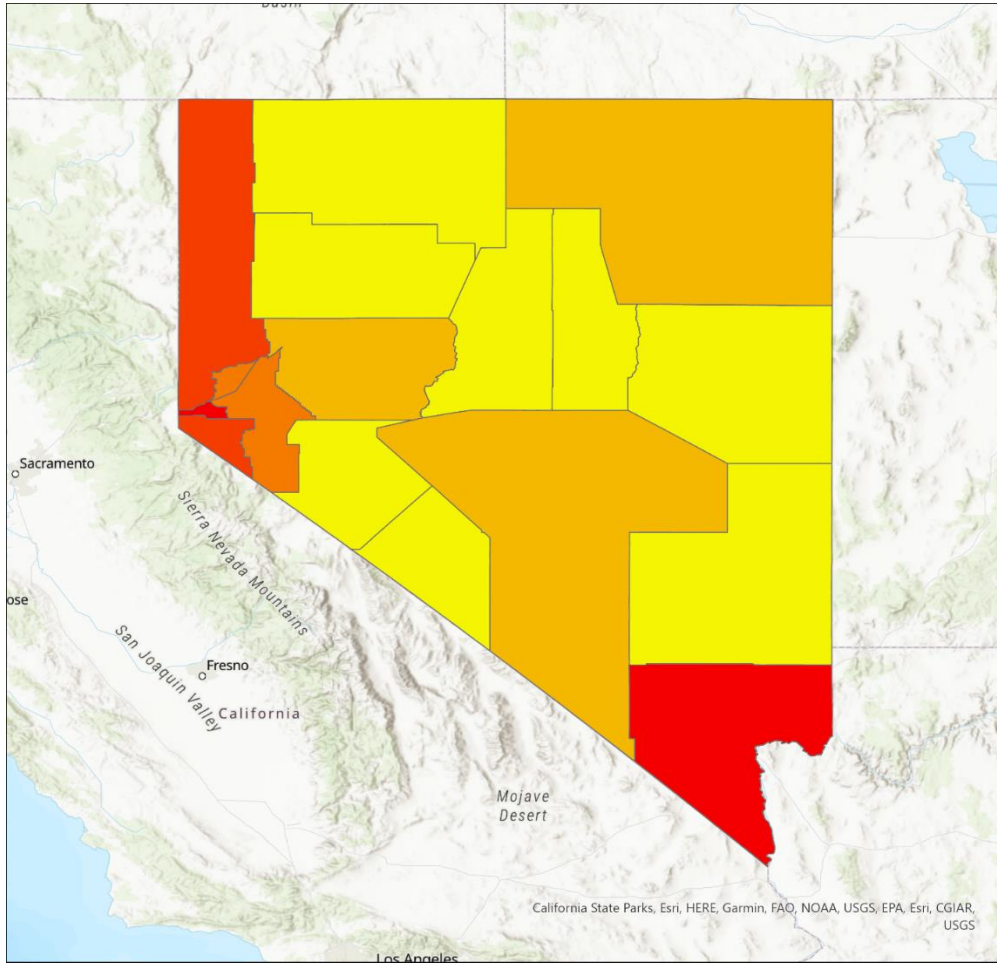 Basin
Sacramento
Sierra Nevada Mountains
ose
San Joaquin Valley
Fresno
California
Mojave
Desert
California State Parks, Esri, HERE, Garmin, FAO, NOAA, USGS, EPA, Esri, CGIAR,
USGS
Los Angeles